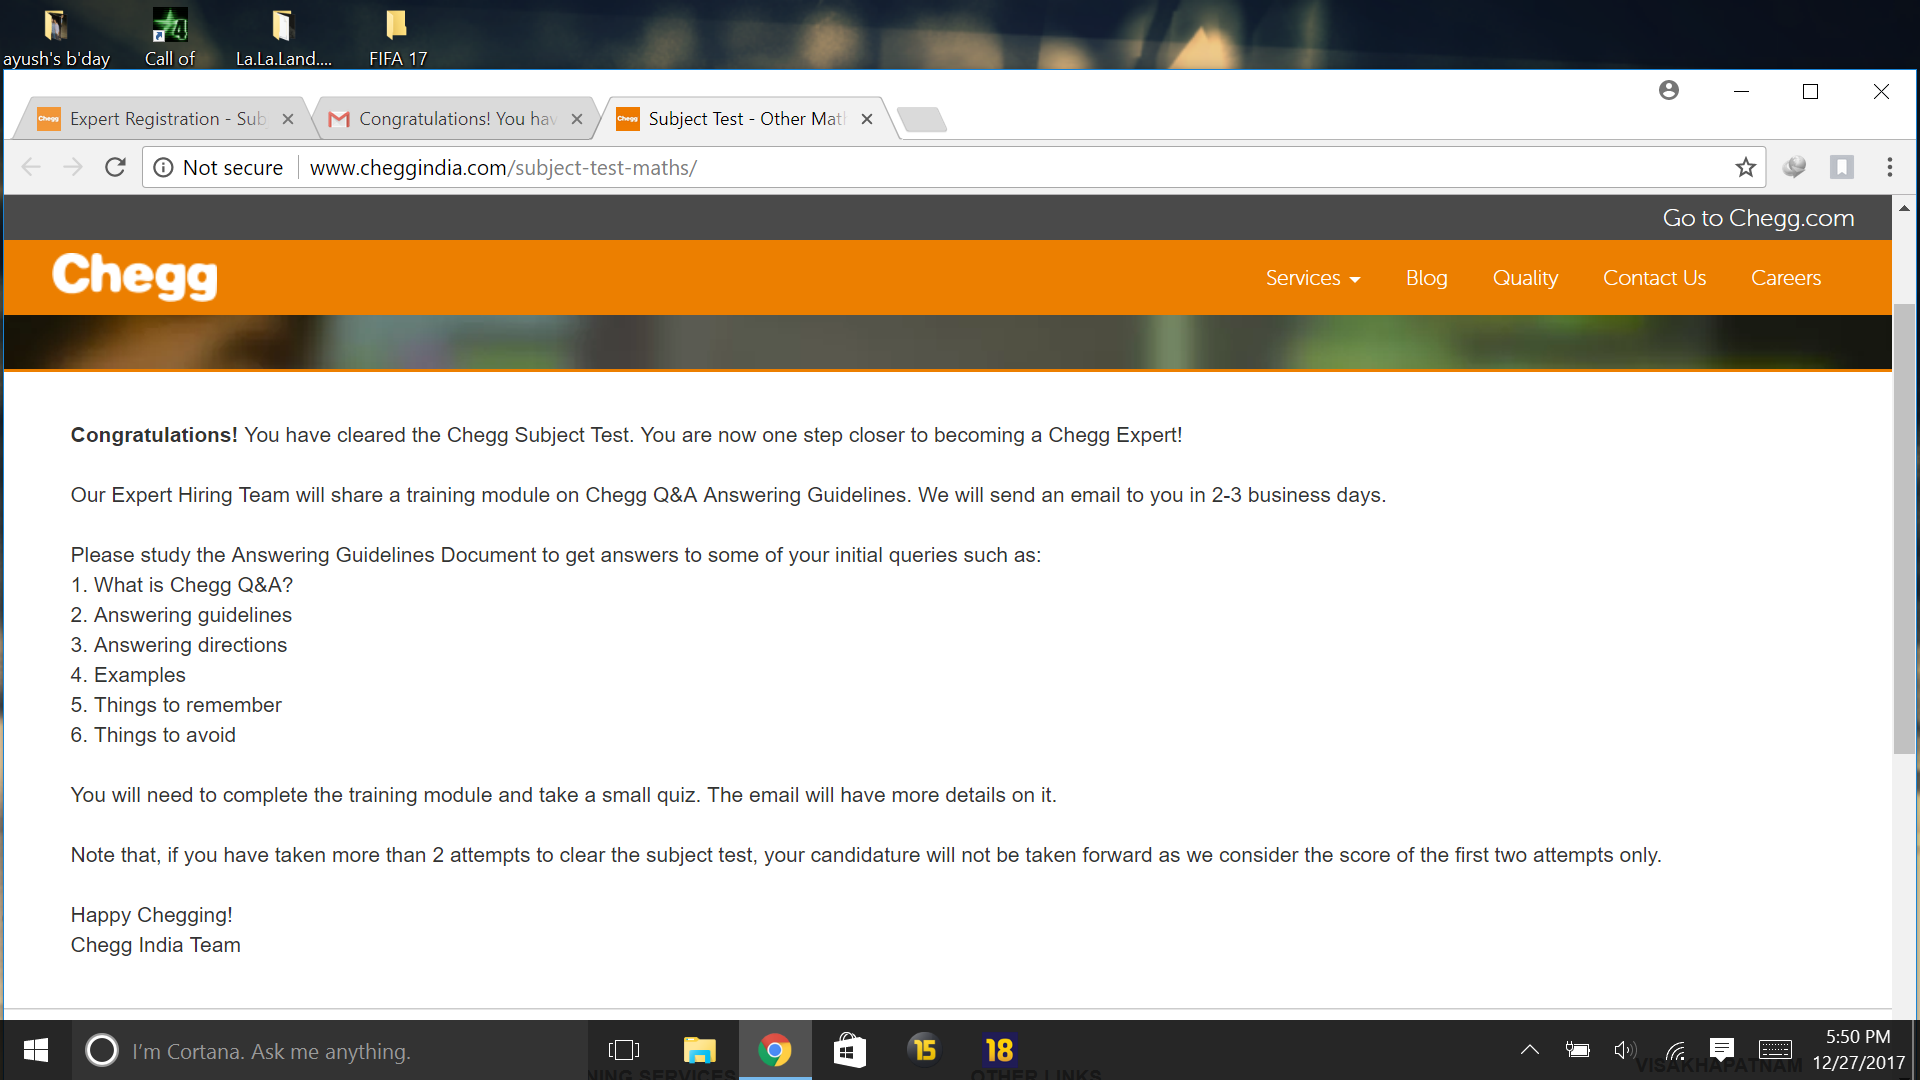 ayush's b'day
Call of
La.La.Land....
FIFA 17
Chegg Expert Registration - Sub
Congratulations! You hav
Chegg Subject Test - Other Mat
Not secure www.cheggindia.com/subject-test-maths/
Go to Chegg.com
Chegg
Services Blog Quality Contact Us Careers
Congratulations! You have cleared the Chegg Subject Test. You are now one step closer to becoming a Chegg Expert!
Our Expert Hiring Team will share a training module on Chegg Q&A Answering Guidelines. We will send an email to you in 2-3 business days.
Please study the Answering Guidelines Document to get answers to some of your initial queries such as:
1. What is Chegg Q&A?
2. Answering guidelines
3. Answering directions
4. Examples
5. Things to remember
6. Things to avoid
You will need to complete the training module and take a small quiz. The email will have more details on it.
Note that, if you have taken more than 2 attempts to clear the subject test, your candidature will not be taken forward as we consider the score of the first two attempts only.
Happy Chegging!
Chegg India Team
I'm Cortana. Ask me anything.
15
18
5:50 PM
12/27/2017
NING SERVICES
OTHER LINKS
VISAKHAPATNAM